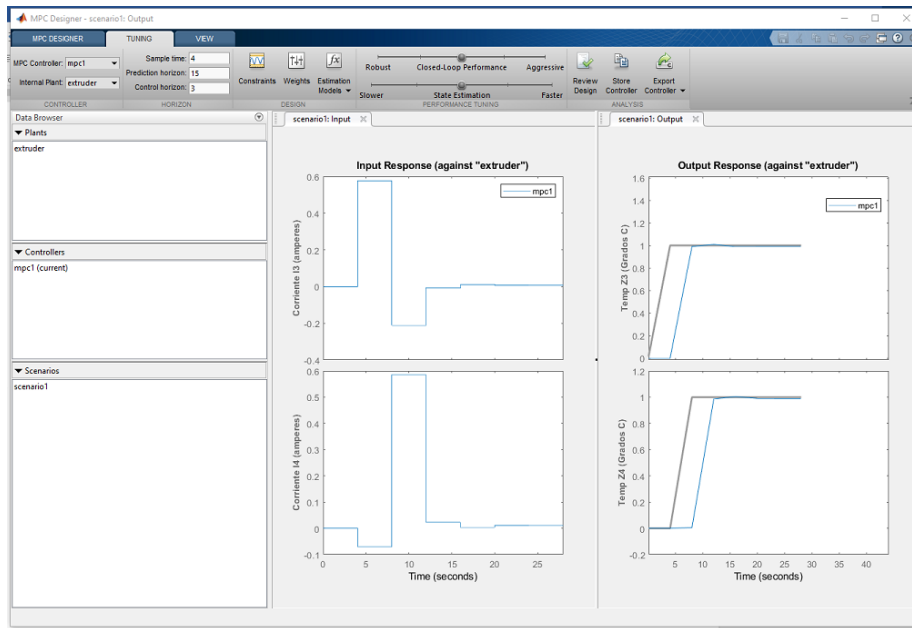 MPC Designer - scenario1: Output
MPC DESIGNER TUNING VIEW
MPC Controller: mpc1
Internal Plant: extruder
CONTROLLER
Sample time: 4
Prediction horizon: 15
Control horizon: 3
HORIZON
Constraints Weights Estimation Models
DESIGN
Robust Closed-Loop Performance Aggressive
Slower State Estimation Faster
PERFORMANCE TUNING
Review Design Store Controller Export Controller
ANALYSIS
Data Browser
Plants
extruder
Controllers
mpc1 (current)
Scenarios
scenario1
scenario1: Input
Input Response (against "extruder")
mpc1
Corriente I3 (amperes)
0.6
0.4
0.2
0
-0.2
-0.4
Corriente I4 (amperes)
0.6
0.5
0.4
0.3
0.2
0.1
0
-0.1
0 5 10 15 20 25
Time (seconds)
scenario1: Output
Output Response (against "extruder")
mpc1
Temp Z3 (Grados C)
1.6
1.4
1.2
1
0.8
0.6
0.4
0.2
0
Temp Z4 (Grados C)
1.2
1
0.8
0.6
0.4
0.2
0
-0.2
5 10 15 20 25 30 40
Time (seconds)